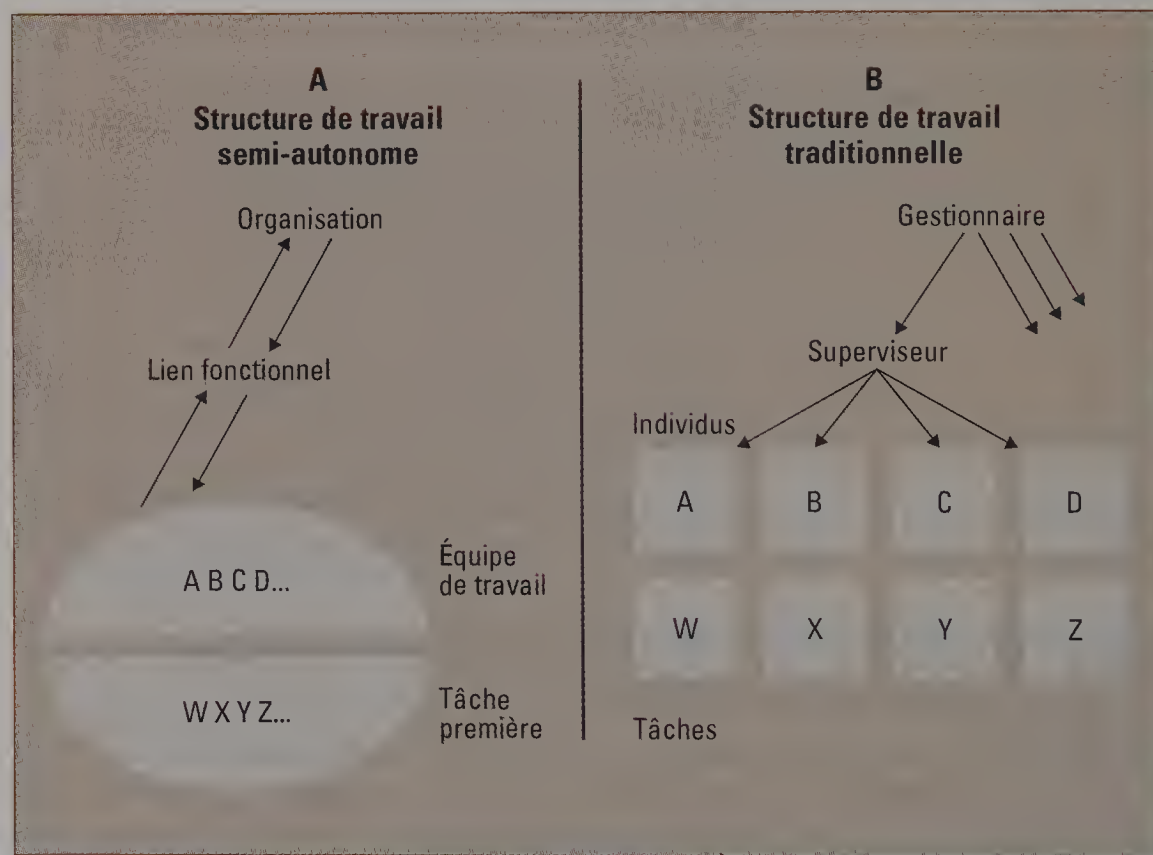 A
Structure de travail
semi-autonome
Organisation
Lien fonctionnel
A B C D...
Équipe
de travail
W X Y Z...
Tâche
première
B
Structure de travail
traditionnelle
Gestionnaire
Superviseur
Individus
A B C D
W X Y Z
Tâches